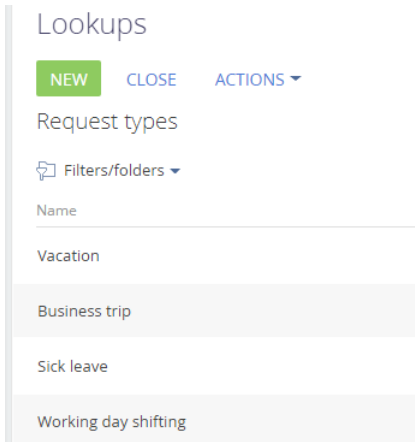 Lookups
NEW CLOSE ACTIONS
Request types
Filters/folders
Name
Vacation
Business trip
Sick leave
Working day shifting